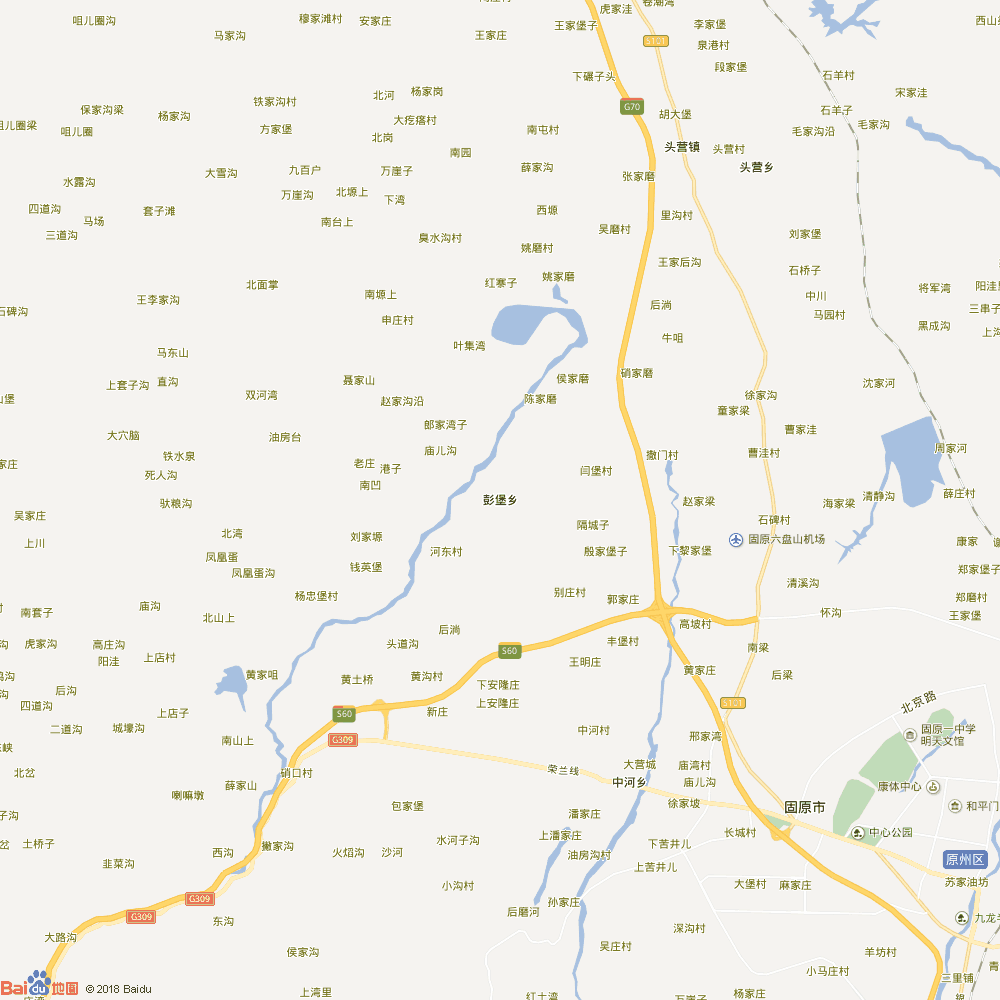 咀儿圈沟
穆家滩村
安家庄
虎家洼
马家沟
王家庄
王家堡子
李家堡
泉港村
S101
段家堡
下碾子头
石羊村
宋家洼
北河
杨家岗
铁家沟村
G70
保家沟梁
杨家沟
胡大堡
石羊子
毛家沟
咀儿圈梁
咀儿圈
方家堡
大疙瘩村
北岗
南屯村
毛家沟沿
头营镇
头营村
南园
头营乡
薛家沟
水露沟
大雪沟
九百户
万崖子
张家磨
万崖沟
北塬上
下湾
四道沟
马场
套子滩
南台上
西塬
里沟村
三道沟
臭水沟村
吴磨村
刘家堡
姚磨村
王家后沟
石桥子
北面掌
红寨子
姚家磨
将军湾
中川
王李家沟
南塬上
后淌
三串子
马园村
申庄村
黑成沟
马东山
叶集湾
牛咀
上套子沟
直沟
聂家山
侯家磨
硝家磨
沈家河
双河湾
赵家沟沿
陈家磨
徐家沟
童家梁
大穴脑
油房台
郎家湾子
曹家洼
铁水泉
庙儿沟
撒门村
曹洼村
周家河
死人沟
老庄
港子
闫堡村
南凹
清静沟
薛庄村
驮粮沟
彭堡乡
赵家梁
海家梁
吴家庄
石碑村
上川
北湾
刘家塬
隔城子
固原六盘山机场
康家
凤凰蛋
河东村
殷家堡子
下黎家堡
凤凰蛋沟
钱英堡
郑家堡子
清溪沟
杨忠堡村
别庄村
郭家庄
郑磨村
庙沟
南套子
北山上
怀沟
王家堡
后淌
高坡村
虎家沟
高庄沟
头道沟
丰堡村
南梁
阳洼
上店村
S60
王明庄
黄家庄
黄家咀
黄土桥
黄沟村
后梁
后沟
下安隆庄
四道沟
上安隆庄
S101
北京路
上店子
S60
新庄
二道沟
城壕沟
中河村
固原一中学
明天文馆
南山上
G309
邢家湾
北岔
硝口村
荣兰线
大营城
庙湾村
薛家山
中河乡
庙儿沟
康体中心
喇嘛墩
包家堡
徐家坡
固原市
和平门
潘家庄
上潘家庄
长城村
中心公园
土桥子
水河子沟
下苦井儿
撇家沟
西沟
火焰沟
沙河
油房沟村
原州区
韭菜沟
上苦井儿
小沟村
大堡村
麻家庄
苏家油坊
G309
孙家庄
后磨河
G309
东沟
深沟村
大路沟
吴庄村
侯家沟
羊坊村
小马庄村
二里铺
Baidu地图
© 2018 Baidu
上湾里
红土湾
万崖子
杨家庄